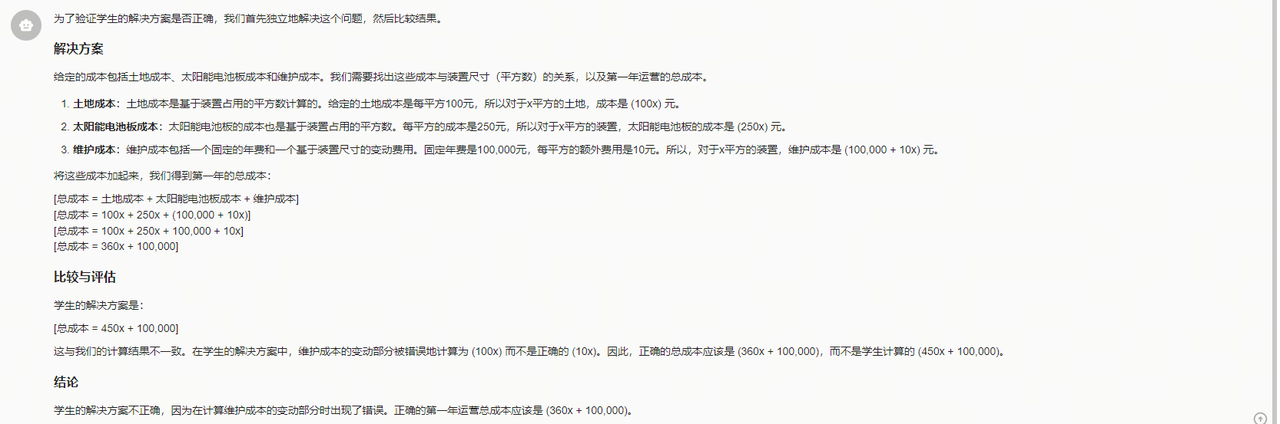 为了验证学生的解决方案是否正确，我们首先独立地解决这个问题，然后比较结果。
解决方案
给定的成本包括土地成本、太阳能电池板成本和维护成本。我们需要找出这些成本与装置尺寸（平方数）的关系，以及第一年运营的总成本。
1. 土地成本：土地成本是基于装置占用的平方数计算的。给定的土地成本是每平方100元，所以对于x平方的土地，成本是 (100x) 元。
2. 太阳能电池板成本：太阳能电池板的成本也是基于装置占用的平方数。每平方的成本是250元，所以对于x平方的装置，太阳能电池板的成本是 (250x) 元。
3. 维护成本：维护成本包括一个固定的年费和一个基于装置尺寸的变动费用。固定年费是100,000元，每平方的额外费用是10元。所以，对于x平方的装置，维护成本是 (100,000 + 10x) 元。
将这些成本加起来，我们得到第一年的总成本：
[总成本 = 土地成本 + 太阳能电池板成本 + 维护成本]
[总成本 = 100x + 250x + (100,000 + 10x)]
[总成本 = 100x + 250x + 100,000 + 10x]
[总成本 = 360x + 100,000]
比较与评估
学生的解决方案是：
[总成本 = 450x + 100,000]
这与我们的计算结果不一致。在学生的解决方案中，维护成本的变动部分被错误地计算为 (100x) 而不是正确的 (10x)。因此，正确的总成本应该是 (360x + 100,000)，而不是学生计算的 (450x + 100,000)。
结论
学生的解决方案不正确，因为在计算维护成本的变动部分时出现了错误。正确的第一年运营总成本应该是 (360x + 100,000)。